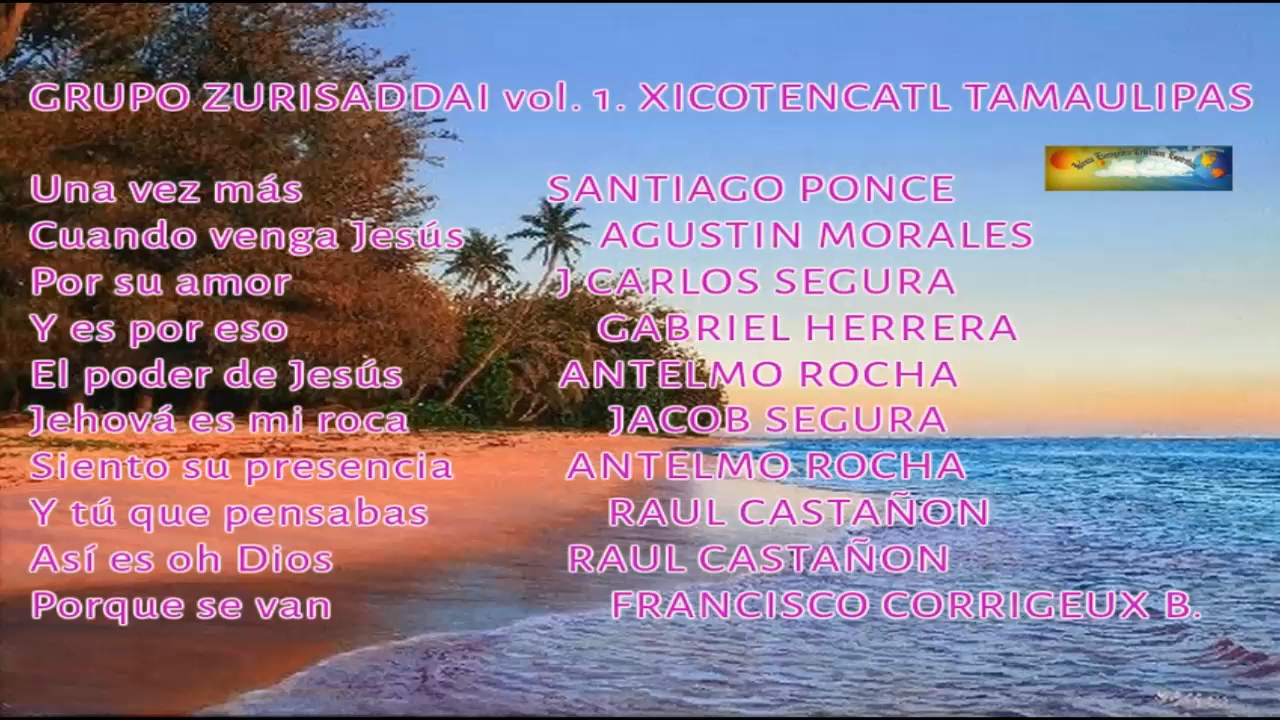 GRUPO ZURISADDAI vol. 1. XICOTENCATL TAMAULIPAS
Una vez más SANTIAGO PONCE
Cuando venga Jesús AGUSTIN MORALES
Por su amor J CARLOS SEGURA
Y es por eso GABRIEL HERRERA
El poder de Jesús ANTELMO ROCHA
Jehová es mi roca JACOB SEGURA
Siento su presencia ANTELMO ROCHA
Y tú que pensabas RAUL CASTAÑON
Así es oh Dios RAUL CASTAÑON
Porque se van FRANCISCO CORRIGEUX B.